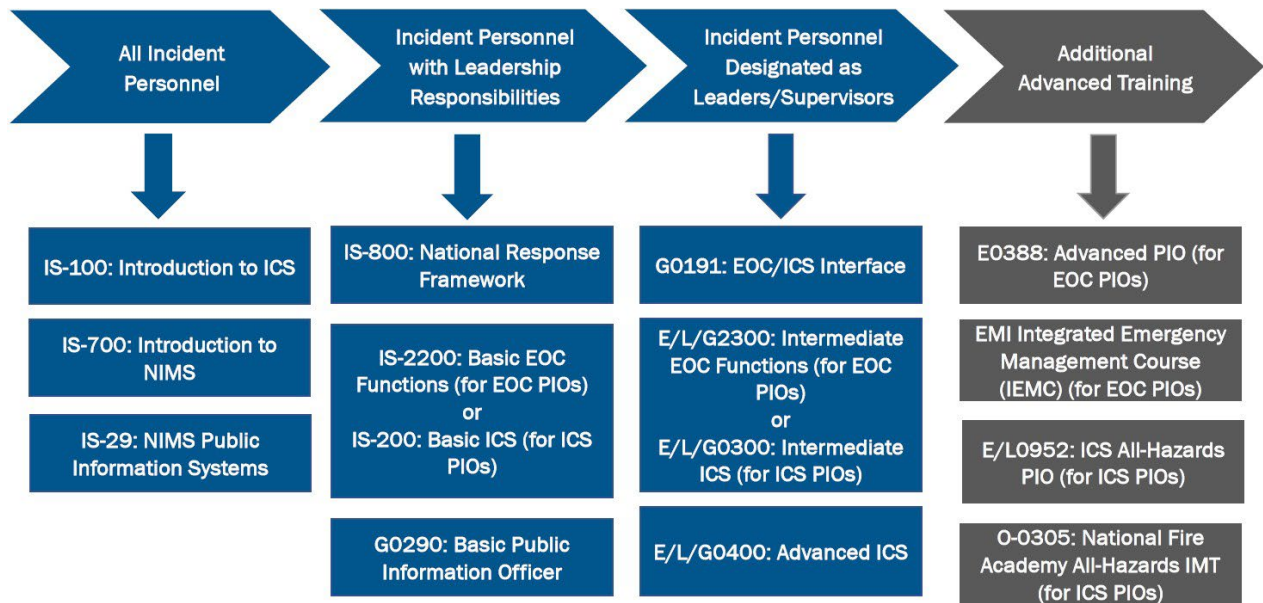 All Incident
Personnel
Incident Personnel
with Leadership
Responsibilities
Incident Personnel
Designated as
Leaders/Supervisors
Additional
Advanced Training
IS-100: Introduction to ICS
IS-700: Introduction to
NIMS
IS-29: NIMS Public
Information Systems
IS-800: National Response
Framework
IS-2200: Basic EOC
Functions (for EOC PIOs)
or
IS-200: Basic ICS (for ICS
PIOs)
G0290: Basic Public
Information Officer
G0191: EOC/ICS Interface
E/L/G2300: Intermediate
EOC Functions (for EOC
PIOs)
or
E/L/G0300: Intermediate
ICS (for ICS PIOs)
E/L/G0400: Advanced ICS
E0388: Advanced PIO (for
EOC PIOs)
EMI Integrated Emergency
Management Course
(IEMC) (for EOC PIOs)
E/L0952: ICS All-Hazards
PIO (for ICS PIOs)
O-0305: National Fire
Academy All-Hazards IMT
(for ICS PIOs)